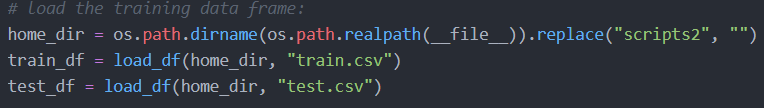 # load the training data frame:
home_dir = os.path.dirname(os.path.realpath(__file__)).replace("scripts2", "")
train_df = load_df(home_dir, "train.csv")
test_df = load_df(home_dir, "test.csv")